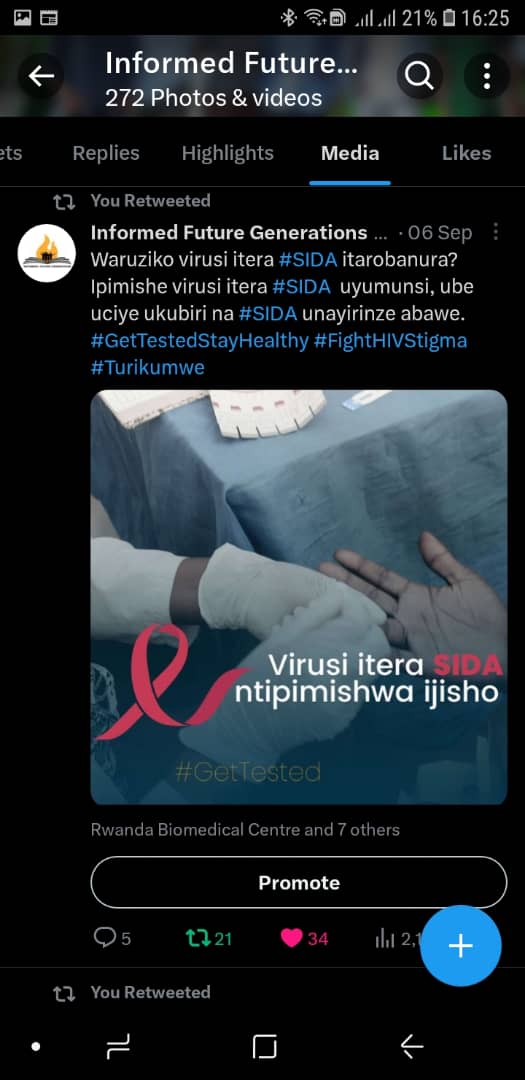 21% 16:25
Informed Future...
272 Photos & videos
ets Replies Highlights Media Likes
You Retweeted
Informed Future Generations ... · 06 Sep
Waruziko virusi itera #SIDA itarobanura?
Ipimishe virusi itera #SIDA uyumunsi, ube
uciye ukubiri na #SIDA unayirinze abawe.
#GetTestedStayHealthy #FightHIVStigma
#Turikumwe
Virusi itera SIDA
ntipimishwa ijisho
#GetTested
Rwanda Biomedical Centre and 7 others
Promote
5 21 34 2,1
You Retweeted